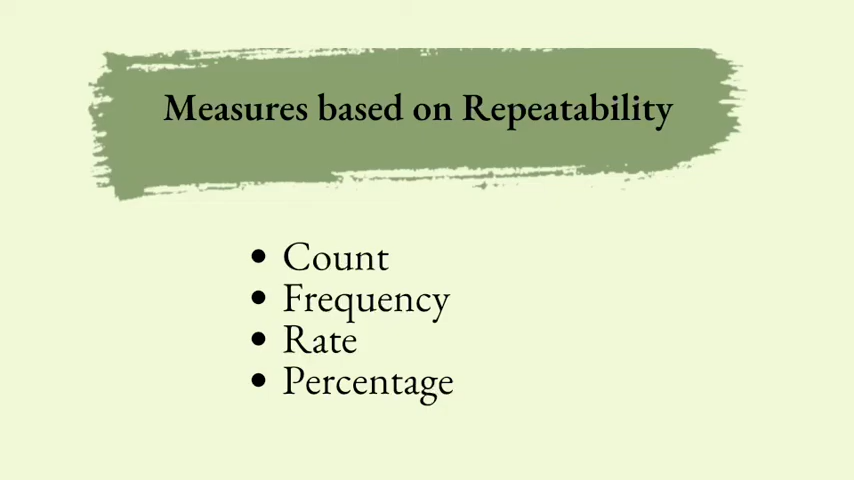 Measures based on Repeatability
• Count
• Frequency
• Rate
• Percentage